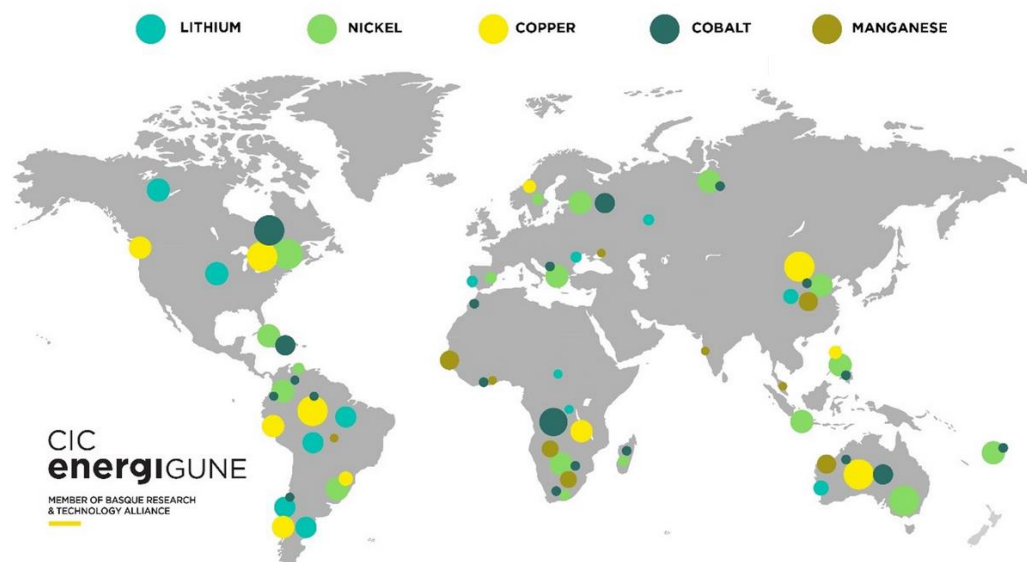 LITHIUM
NICKEL
COPPER
COBALT
MANGANESE
CIC
energiGUNE
MEMBER OF BASQUE RESEARCH
& TECHNOLOGY ALLIANCE